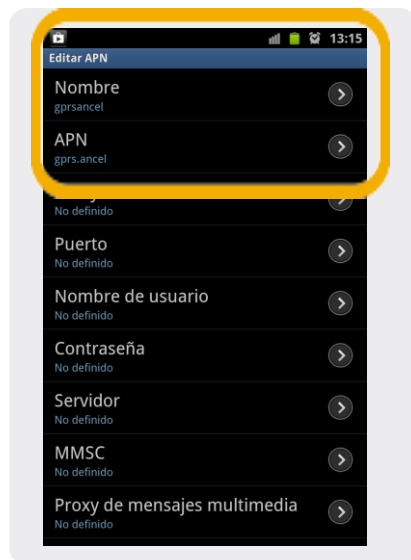 13:15
Editar APN
Nombre
gprsancel
APN
gprs.ancel
No definido
Puerto
No definido
Nombre de usuario
No definido
Contraseña
No definido
Servidor
No definido
MMSC
No definido
Proxy de mensajes multimedia
No definido